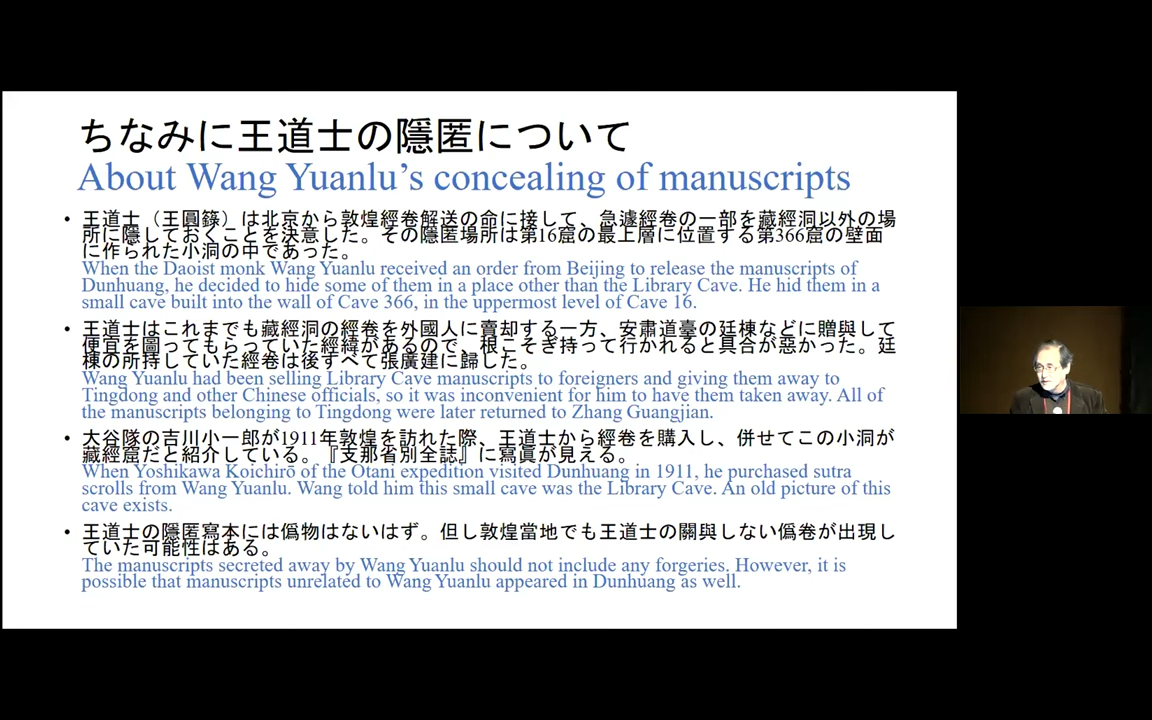 ちなみに王道士の隱匿について
About Wang Yuanlu’s concealing of manuscripts
• 王道士（王圓籙）は北京から敦煌經卷解送の命に接して、急遽經卷の一部を藏經洞以外の場
所に隱しておくことを決意した。その隱匿場所は第16窟の最上層に位置する第366窟の壁面
に作られた小洞の中であった。
When the Daoist monk Wang Yuanlu received an order from Beijing to release the manuscripts of
Dunhuang, he decided to hide some of them in a place other than the Library Cave. He hid them in a
small cave built into the wall of Cave 366, in the uppermost level of Cave 16.
• 王道士はこれまでも藏經洞の經卷を外國人に賣却する一方、安肅道臺の廷棟などに贈與して
便宜を圖ってもらっていた經緯があるので、根こそぎ持って行かれると具合が惡かった。廷
棟の所持していた經卷は後すべて張廣建に歸した。
Wang Yuanlu had been selling Library Cave manuscripts to foreigners and giving them away to
Tingdong and other Chinese officials, so it was inconvenient for him to have them taken away. All of
the manuscripts belonging to Tingdong were later returned to Zhang Guangjian.
• 大谷隊の吉川小一郎が1911年敦煌を訪れた際、王道士から經卷を購入し、併せてこの小洞が
藏經窟だと紹介している。『支那省別全誌』に寫眞が見える。
When Yoshikawa Koichirō of the Otani expedition visited Dunhuang in 1911, he purchased sutra
scrolls from Wang Yuanlu. Wang told him this small cave was the Library Cave. An old picture of this
cave exists.
• 王道士の隱匿寫本には僞物はないはず。但し敦煌當地でも王道士の關與しない僞卷が出現し
ていた可能性はある。
The manuscripts secreted away by Wang Yuanlu should not include any forgeries. However, it is
possible that manuscripts unrelated to Wang Yuanlu appeared in Dunhuang as well.